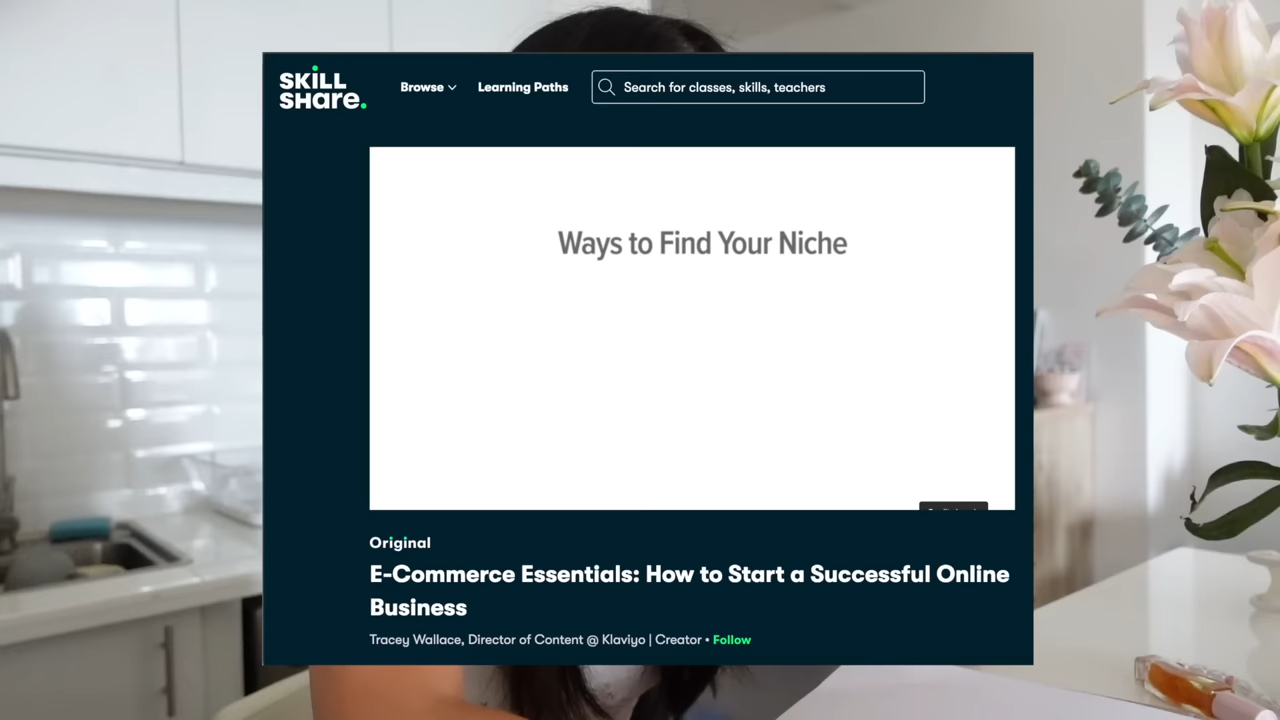 SKILL
SHare.
Browse
Learning Paths
Search for classes, skills, teachers
Ways to Find Your Niche
Original
E-Commerce Essentials: How to Start a Successful Online
Business
Tracey Wallace, Director of Content @ Klaviyo | Creator • Follow